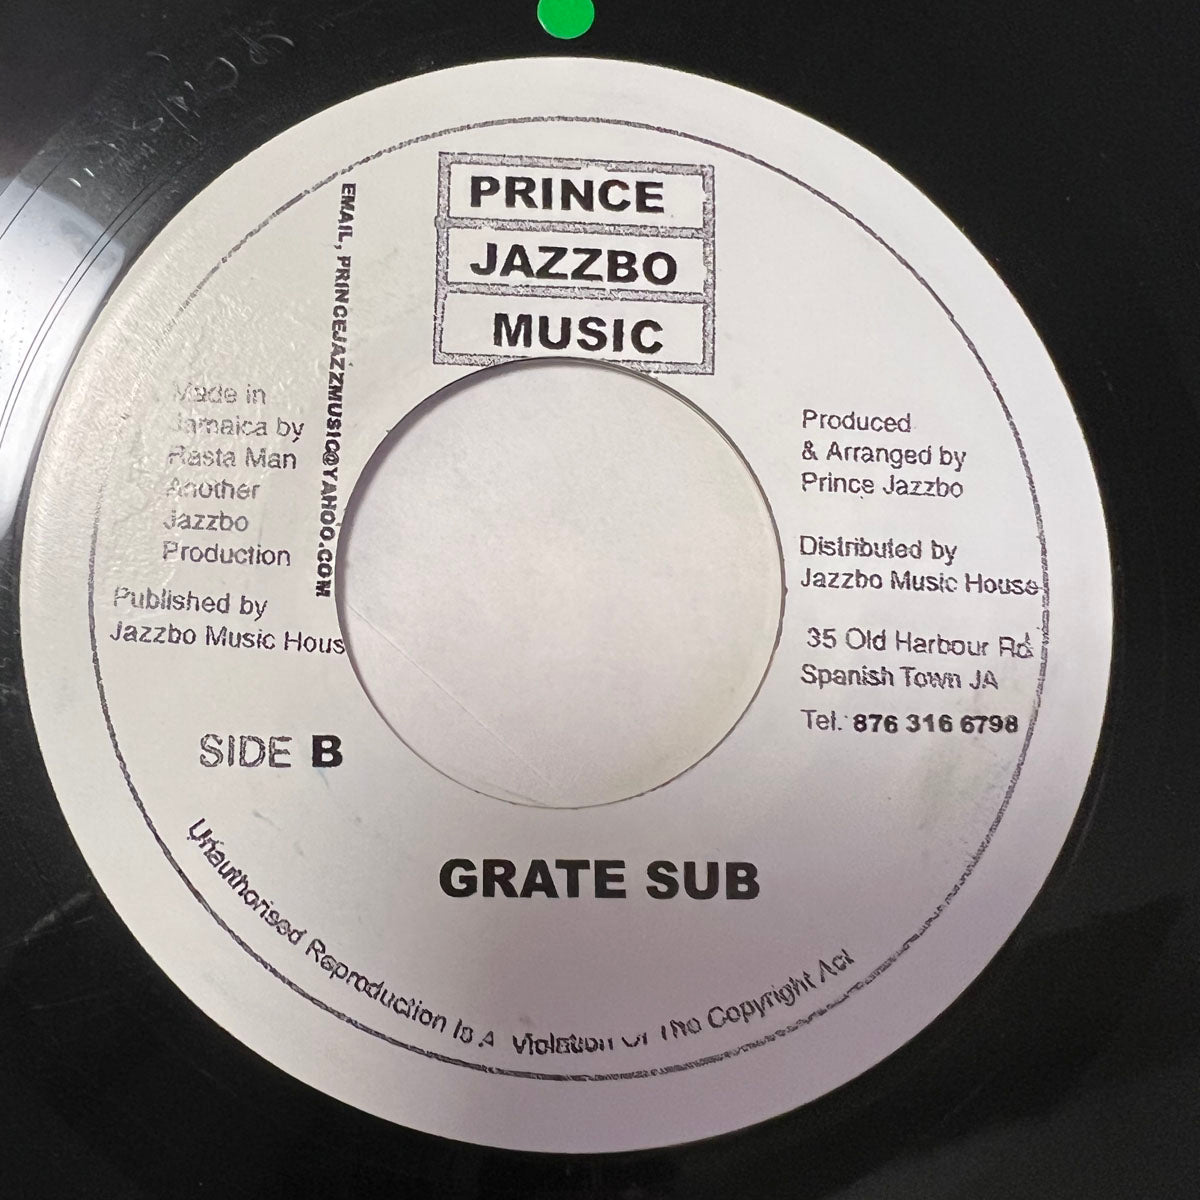 PRINCE
JAZZBO
MUSIC
EMAIL, PRINCEJAZZMUSIC@YAHOO.COM
Made in
Jamaica by
Rasta Man
Another
Jazzbo
Production
Published by
Jazzbo Music Hous
Produced
& Arranged by
Prince Jazzbo
Distributed by
Jazzbo Music House
35 Old Harbour Rd
Spanish Town JA
Tel: 876 316 6798
SIDE B
GRATE SUB
Unauthorised Reproduction Is A Violation Of The Copyright Act